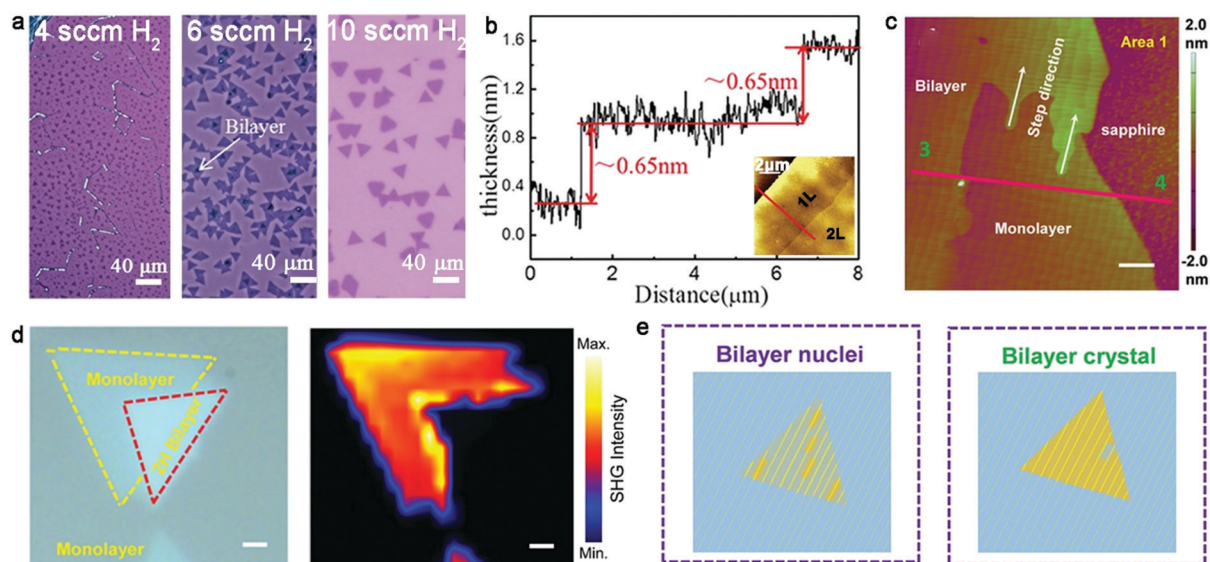 a
4 sccm H2
6 sccm H2
10 sccm H2
Bilayer
40 μm
40 μm
40 μm
b
thickness(nm)
1.6
1.2
0.8
0.4
0.0
~0.65nm
~0.65nm
2μm
1L
2L
0 2 4 6 8
Distance(μm)
c
Area 1
2.0
nm
Bilayer
Step direction
sapphire
3
4
Monolayer
-2.0
nm
d
Monolayer
2H Bilayer
Monolayer
Max.
SHG Intensity
Min.
e
Bilayer nuclei
Bilayer crystal